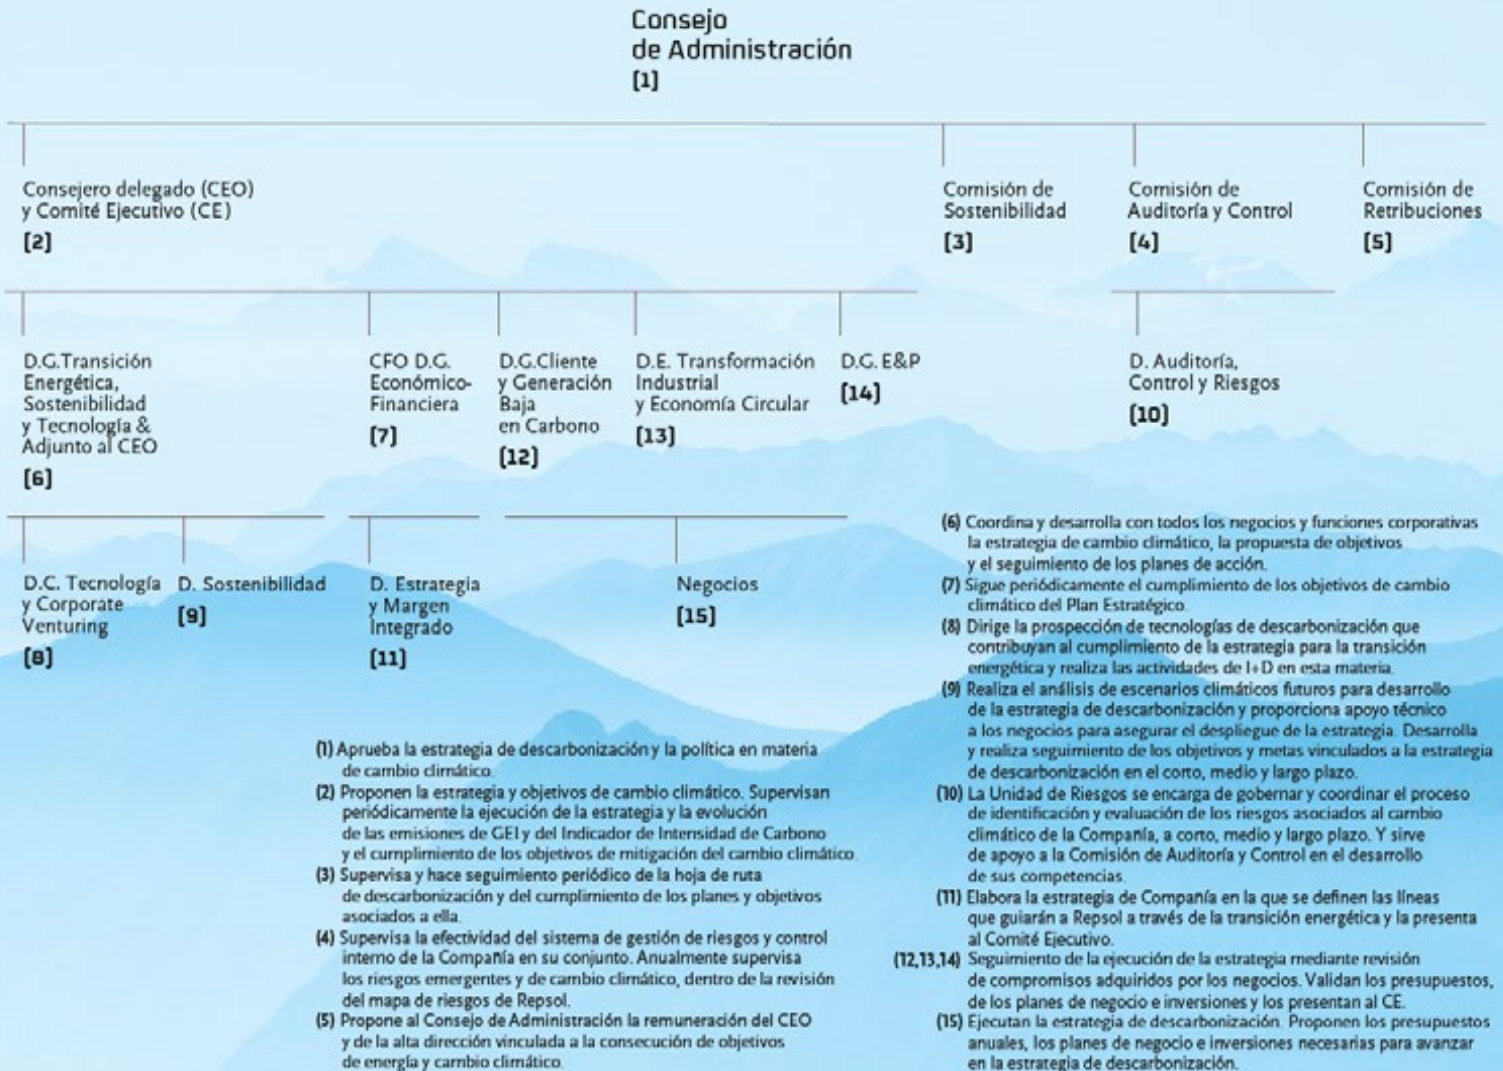 Consejo
de Administración
[1]
Consejero delegado (CEO)
y Comité Ejecutivo (CE)
[2]
Comisión de
Sostenibilidad
[3]
Comisión de
Auditoría y Control
[4]
Comisión de
Retribuciones
[5]
D.G.Transición
Energética,
Sostenibilidad
y Tecnología &
Adjunto al CEO
[6]
CFO D.G.
Económico-
Financiera
[7]
D.G.Cliente
y Generación
Baja
en Carbono
[12]
D.E. Transformación
Industrial
y Economía Circular
[13]
D.G. E&P
[14]
D. Auditoría,
Control y Riesgos
[10]
D.C. Tecnología
y Corporate
Venturing
[8]
D. Sostenibilidad
[9]
D. Estrategia
y Margen
Integrado
[11]
Negocios
[15]
(1) Aprueba la estrategia de descarbonización y la política en materia
de cambio climático.
(2) Proponen la estrategia y objetivos de cambio climático. Supervisan
periódicamente la ejecución de la estrategia y la evolución
de las emisiones de GEI y del Indicador de Intensidad de Carbono
y el cumplimiento de los objetivos de mitigación del cambio climático.
(3) Supervisa y hace seguimiento periódico de la hoja de ruta
de descarbonización y del cumplimiento de los planes y objetivos
asociados a ella.
(4) Supervisa la efectividad del sistema de gestión de riesgos y control
interno de la Compañía en su conjunto. Anualmente supervisa
los riesgos emergentes y de cambio climático, dentro de la revisión
del mapa de riesgos de Repsol.
(5) Propone al Consejo de Administración la remuneración del CEO
y de la alta dirección vinculada a la consecución de objetivos
de energía y cambio climático.
(6) Coordina y desarrolla con todos los negocios y funciones corporativas
la estrategia de cambio climático, la propuesta de objetivos
y el seguimiento de los planes de acción.
(7) Sigue periódicamente el cumplimiento de los objetivos de cambio
climático del Plan Estratégico.
(8) Dirige la prospección de tecnologías de descarbonización que
contribuyan al cumplimiento de la estrategia para la transición
energética y realiza las actividades de I+D en esta materia.
(9) Realiza el análisis de escenarios climáticos futuros para desarrollo
de la estrategia de descarbonización y proporciona apoyo técnico
a los negocios para asegurar el despliegue de la estrategia. Desarrolla
y realiza seguimiento de los objetivos y metas vinculados a la estrategia
de descarbonización en el corto, medio y largo plazo.
(10) La Unidad de Riesgos se encarga de gobernar y coordinar el proceso
de identificación y evaluación de los riesgos asociados al cambio
climático de la Compañía, a corto, medio y largo plazo. Y sirve
de apoyo a la Comisión de Auditoría y Control en el desarrollo
de sus competencias.
(11) Elabora la estrategia de Compañía en la que se definen las líneas
que guiarán a Repsol a través de la transición energética y la presenta
al Comité Ejecutivo.
(12,13,14) Seguimiento de la ejecución de la estrategia mediante revisión
de compromisos adquiridos por los negocios. Validan los presupuestos,
de los planes de negocio e inversiones y los presentan al CE.
(15) Ejecutan la estrategia de descarbonización. Proponen los presupuestos
anuales, los planes de negocio e inversiones necesarias para avanzar
en la estrategia de descarbonización.